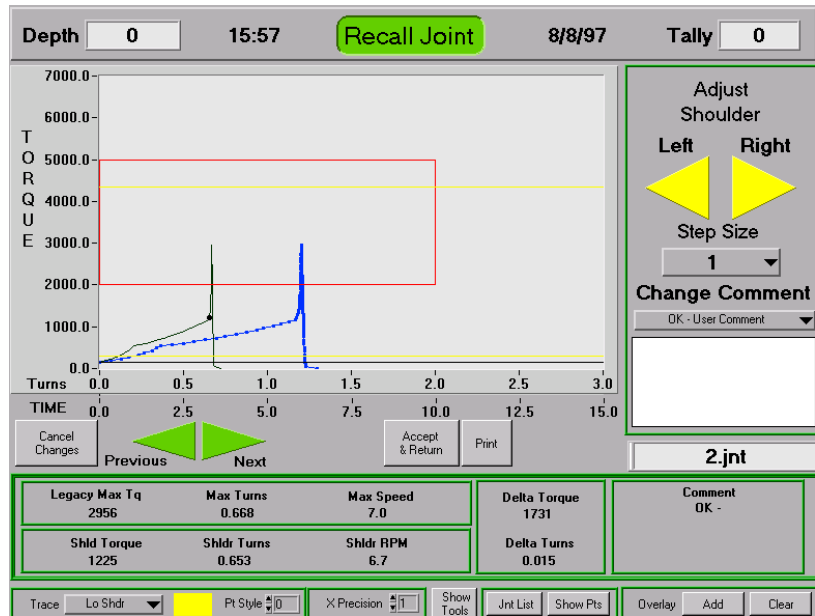 Depth 0 15:57 Recall Joint 8/8/97 Tally 0
7000.0
6000.0
5000.0
4000.0
3000.0
2000.0
1000.0
0.0
TORQUE
Turns 0.0 0.5 1.0 1.5 2.0 2.5 3.0
TIME 0.0 2.5 5.0 7.5 10.0 12.5 15.0
Adjust
Shoulder
Left Right
Step Size
1
Change Comment
OK - User Comment
2.jnt
Cancel
Changes
Previous Next
Accept
& Return
Print
Legacy Max Tq Max Turns Max Speed
2956 0.668 7.0
Shld Torque Shldr Turns Shldr RPM
1225 0.653 6.7
Delta Torque
1731
Delta Turns
0.015
Comment
OK -
Trace Lo Shdr Pt Style 0 X Precision 1 Show
Tools
Jnt List Show Pts Overlay Add Clear